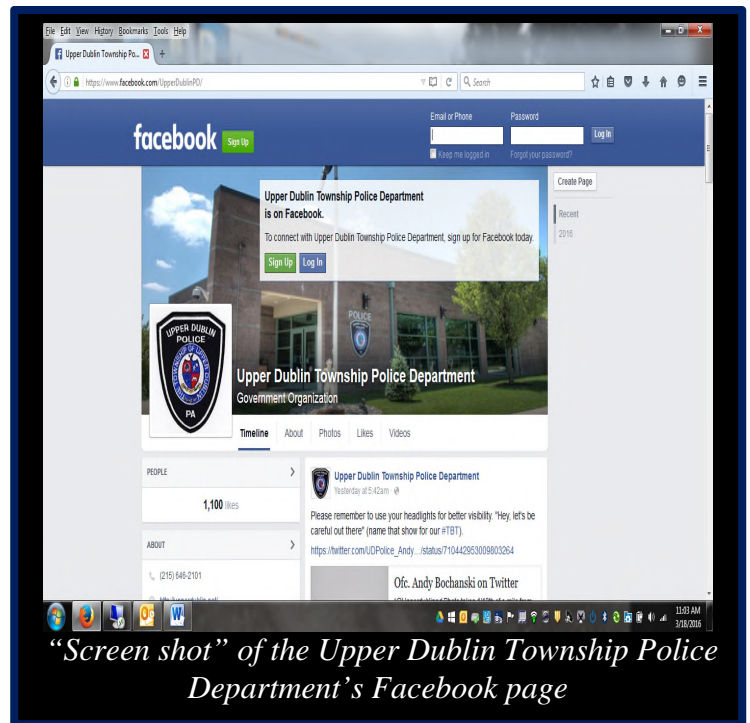 File Edit View History Bookmarks Tools Help
Upper Dublin Township Po...
https://www.facebook.com/UpperDublinPD/
Search
facebook Sign Up
Email or Phone Password
Log In
Keep me logged in Forgot your password?
Create Page
Recent
2016
Upper Dublin Township Police Department
is on Facebook.
To connect with Upper Dublin Township Police Department, sign up for Facebook today.
Sign Up Log In
POLICE
UPPER DUBLIN
POLICE
TOWNSHIP OF UPPER DUBLIN
PA
Upper Dublin Township Police Department
Government Organization
Timeline About Photos Likes Videos
PEOPLE
1,100 likes
ABOUT
(215) 646-2101
Upper Dublin Township Police Department
Yesterday at 5:42am
Please remember to use your headlights for better visibility. "Hey, let's be
careful out there" (name that show for our #TBT).
https://twitter.com/UDPolice_Andy.../status/710442953009803264
Ofc. Andy Bochanski on Twitter
11:03 AM
3/18/2016
“Screen shot” of the Upper Dublin Township Police
Department’s Facebook page